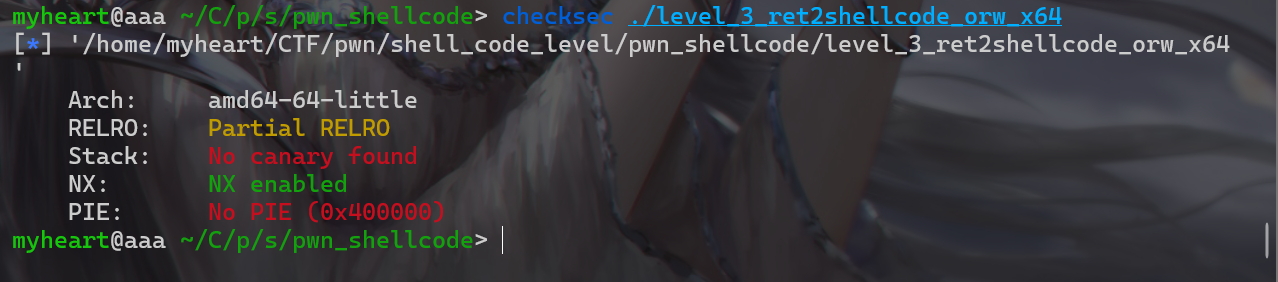 myheart@aaa ~/C/p/s/pwn_shellcode> checksec ./level_3_ret2shellcode_orw_x64
[*] '/home/myheart/CTF/pwn/shell_code_level/pwn_shellcode/level_3_ret2shellcode_orw_x64
'
    Arch:     amd64-64-little
    RELRO:    Partial RELRO
    Stack:    No canary found
    NX:       NX enabled
    PIE:      No PIE (0x400000)
myheart@aaa ~/C/p/s/pwn_shellcode>